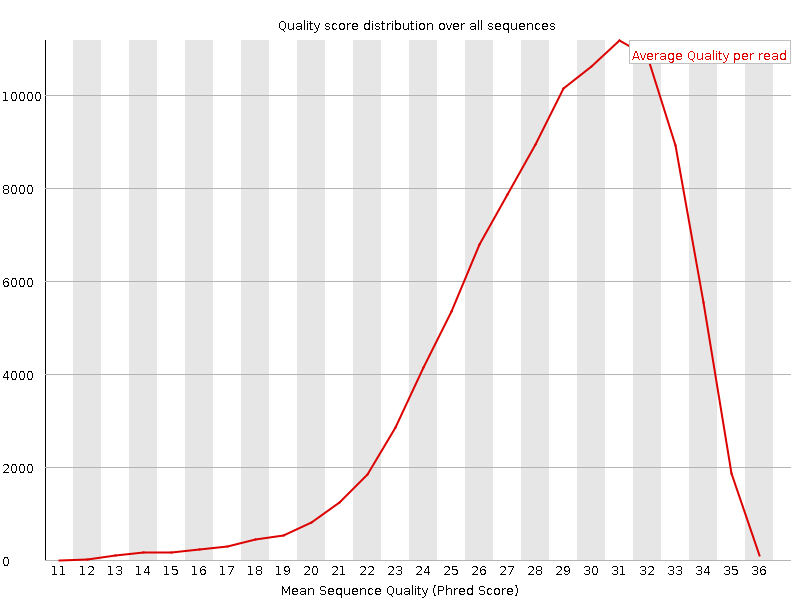 Quality score distribution over all sequences
Average Quality per read
10000
8000
6000
4000
2000
0
11 12 13 14 15 16 17 18 19 20 21 22 23 24 25 26 27 28 29 30 31 32 33 34 35 36
Mean Sequence Quality (Phred Score)